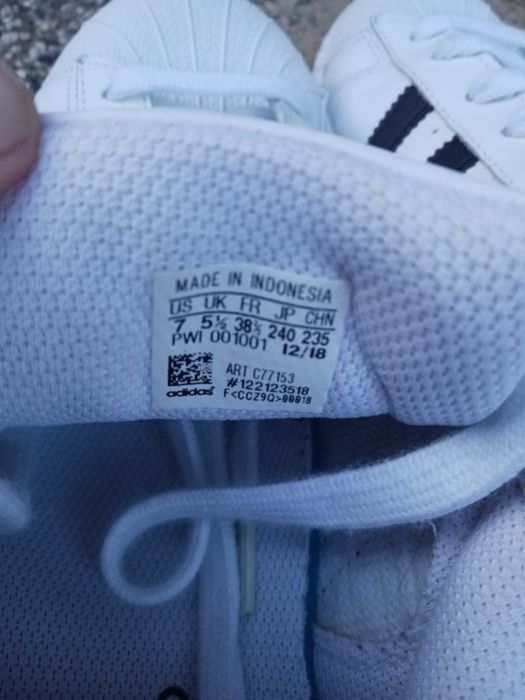 MADE IN INDONESIA
US UK FR JP CHN
7 5½ 38⅔ 240 235
PWI 001001 12/18
ART C77153
#122123518
adidas F<CCZ9Q>00018